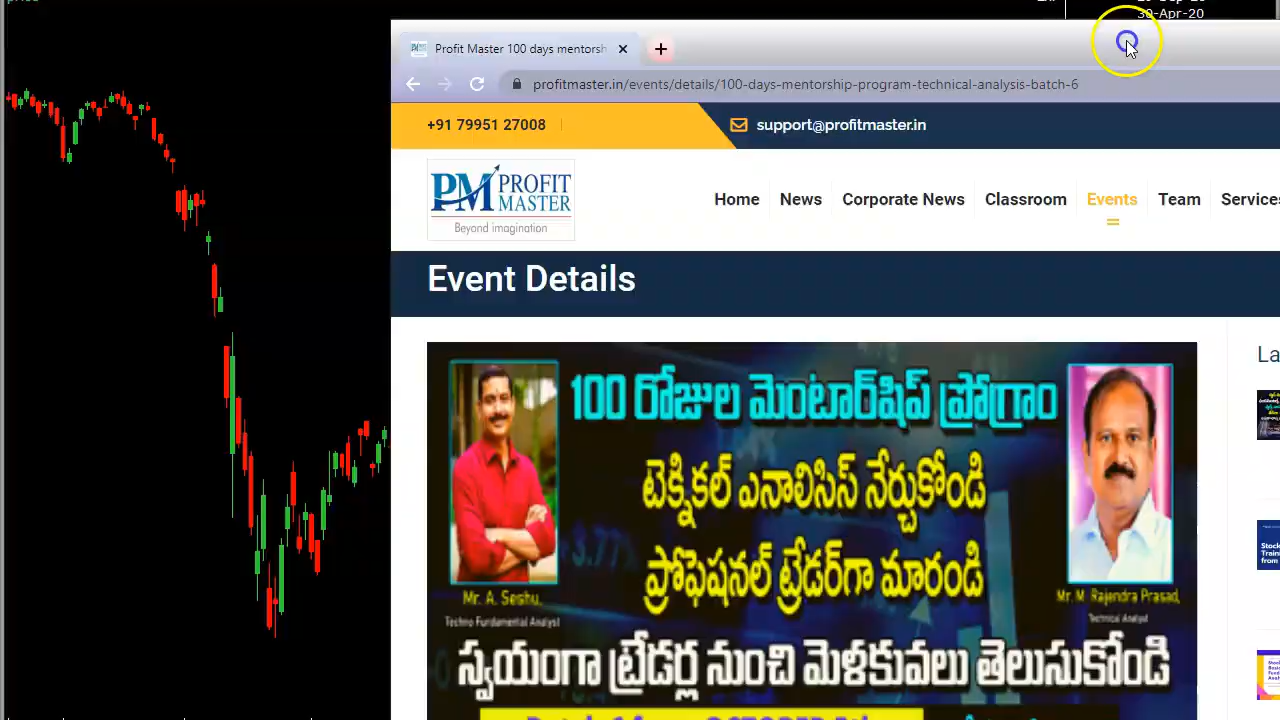 30-Apr-20
Profit Master 100 days mentorsh
profitmaster.in/events/details/100-days-mentorship-program-technical-analysis-batch-6
+91 79951 27008
support@profitmaster.in
PM PROFIT MASTER
Beyond imagination
Home News Corporate News Classroom Events Team Services
Event Details
La
100 రోజుల మెంటార్‌షిప్ ప్రోగ్రాం
టెక్నికల్ ఎనాలిసిస్ నేర్చుకోండి
ప్రొఫెషనల్ ట్రేడర్‌గా మారండి
Mr. A. Seshu,
Techno Fundamental Analyst
Mr. M. Rajendra Prasad,
Technical Analyst
స్వయంగా ట్రేడర్ల నుంచి మెళకువలు తెలుసుకోండి